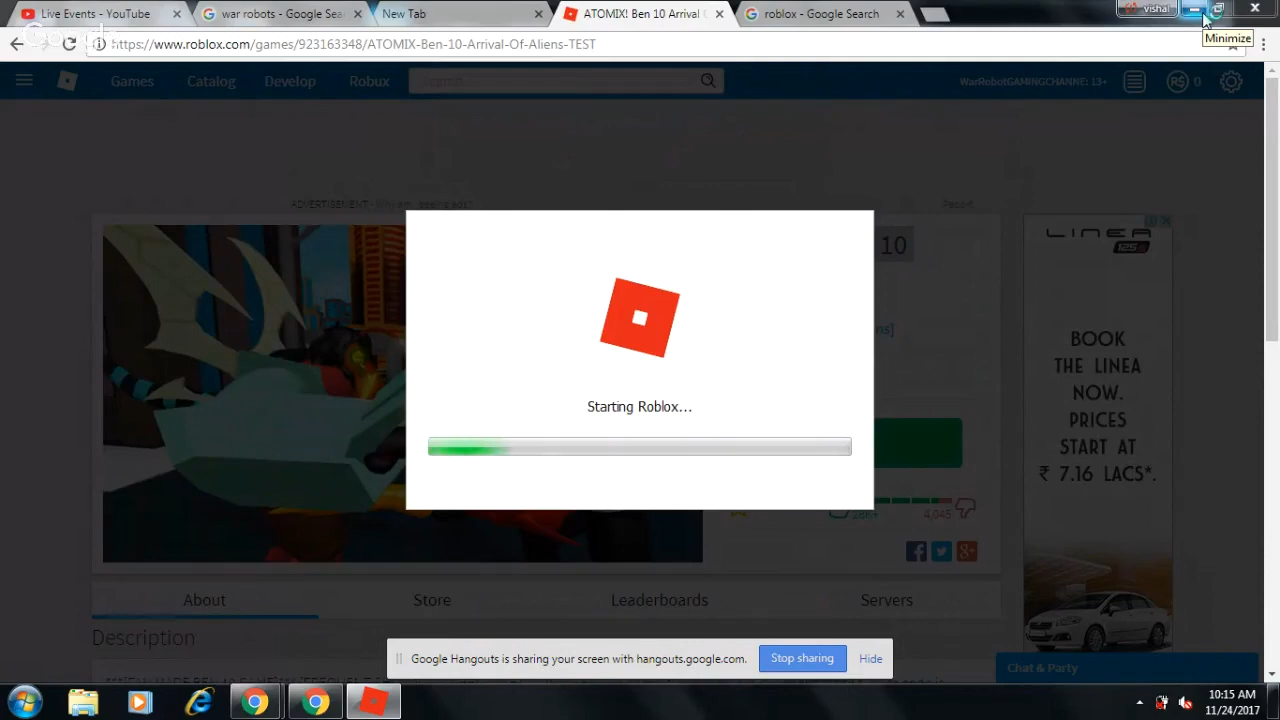 Live Events - YouTube
war robots - Google Sea
New Tab
ATOMIX! Ben 10 Arrival
roblox - Google Search
vishal
Minimize
https://www.roblox.com/games/923163348/ATOMIX-Ben-10-Arrival-Of-Aliens-TEST
Games
Catalog
Develop
Robux
Search
WarRobotGAMINGCHANNE: 13+
R$ 0
ADVERTISEMENT
Report
10
LINEA
125S
BOOK
THE LINEA
NOW.
PRICES
START AT
₹ 7.16 LACS*.
Starting Roblox...
4,045
About
Store
Leaderboards
Servers
Description
Google Hangouts is sharing your screen with hangouts.google.com.
Stop sharing
Hide
Chat & Party
10:15 AM
11/24/2017